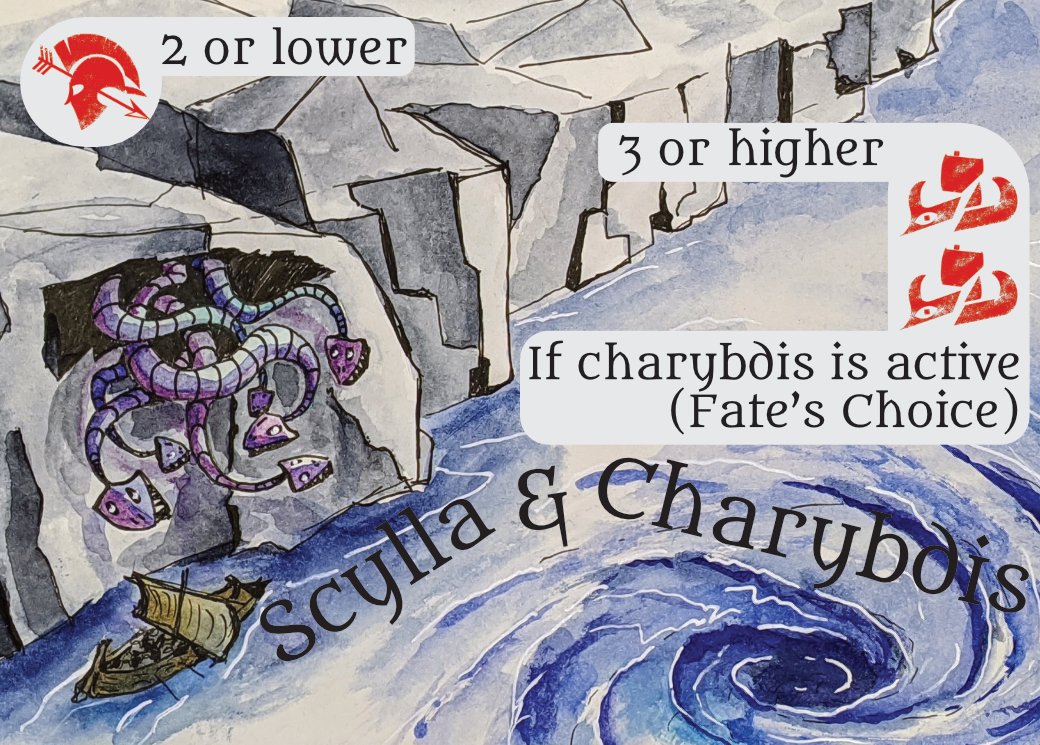 2 or lower
3 or higher
If charybdis is active
(Fate's Choice)
Scylla & Charybdis